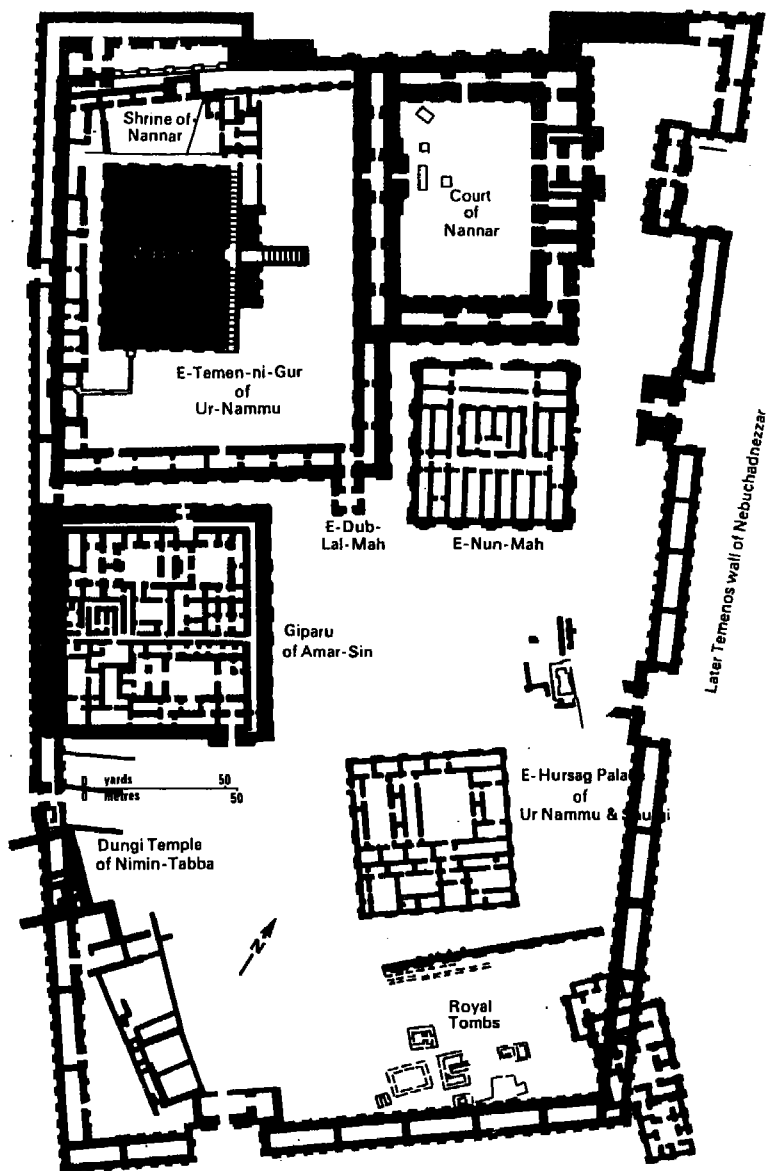 Shrine of
Nannar
Court
of
Nannar
E-Temen-ni-Gur
of
Ur-Nammu
E-Dub-
Lal-Mah
E-Nun-Mah
Later Temenos wall of Nebuchadnezzar
Giparu
of Amar-Sin
0 yards 50
0 metres 50
E-Hursag
of
Ur Nammu &
Dungi Temple
of Nimin-Tabba
N
Royal
Tombs